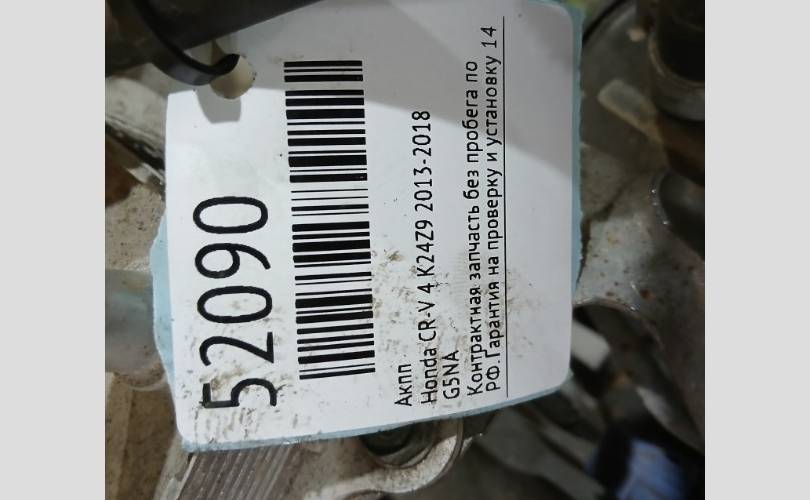 52090
Акпп
Honda CR-V 4 K24Z9 2013-2018
G5NA
Контрактная запчасть без пробега по
РФ. Гарантия на проверку и установку 14